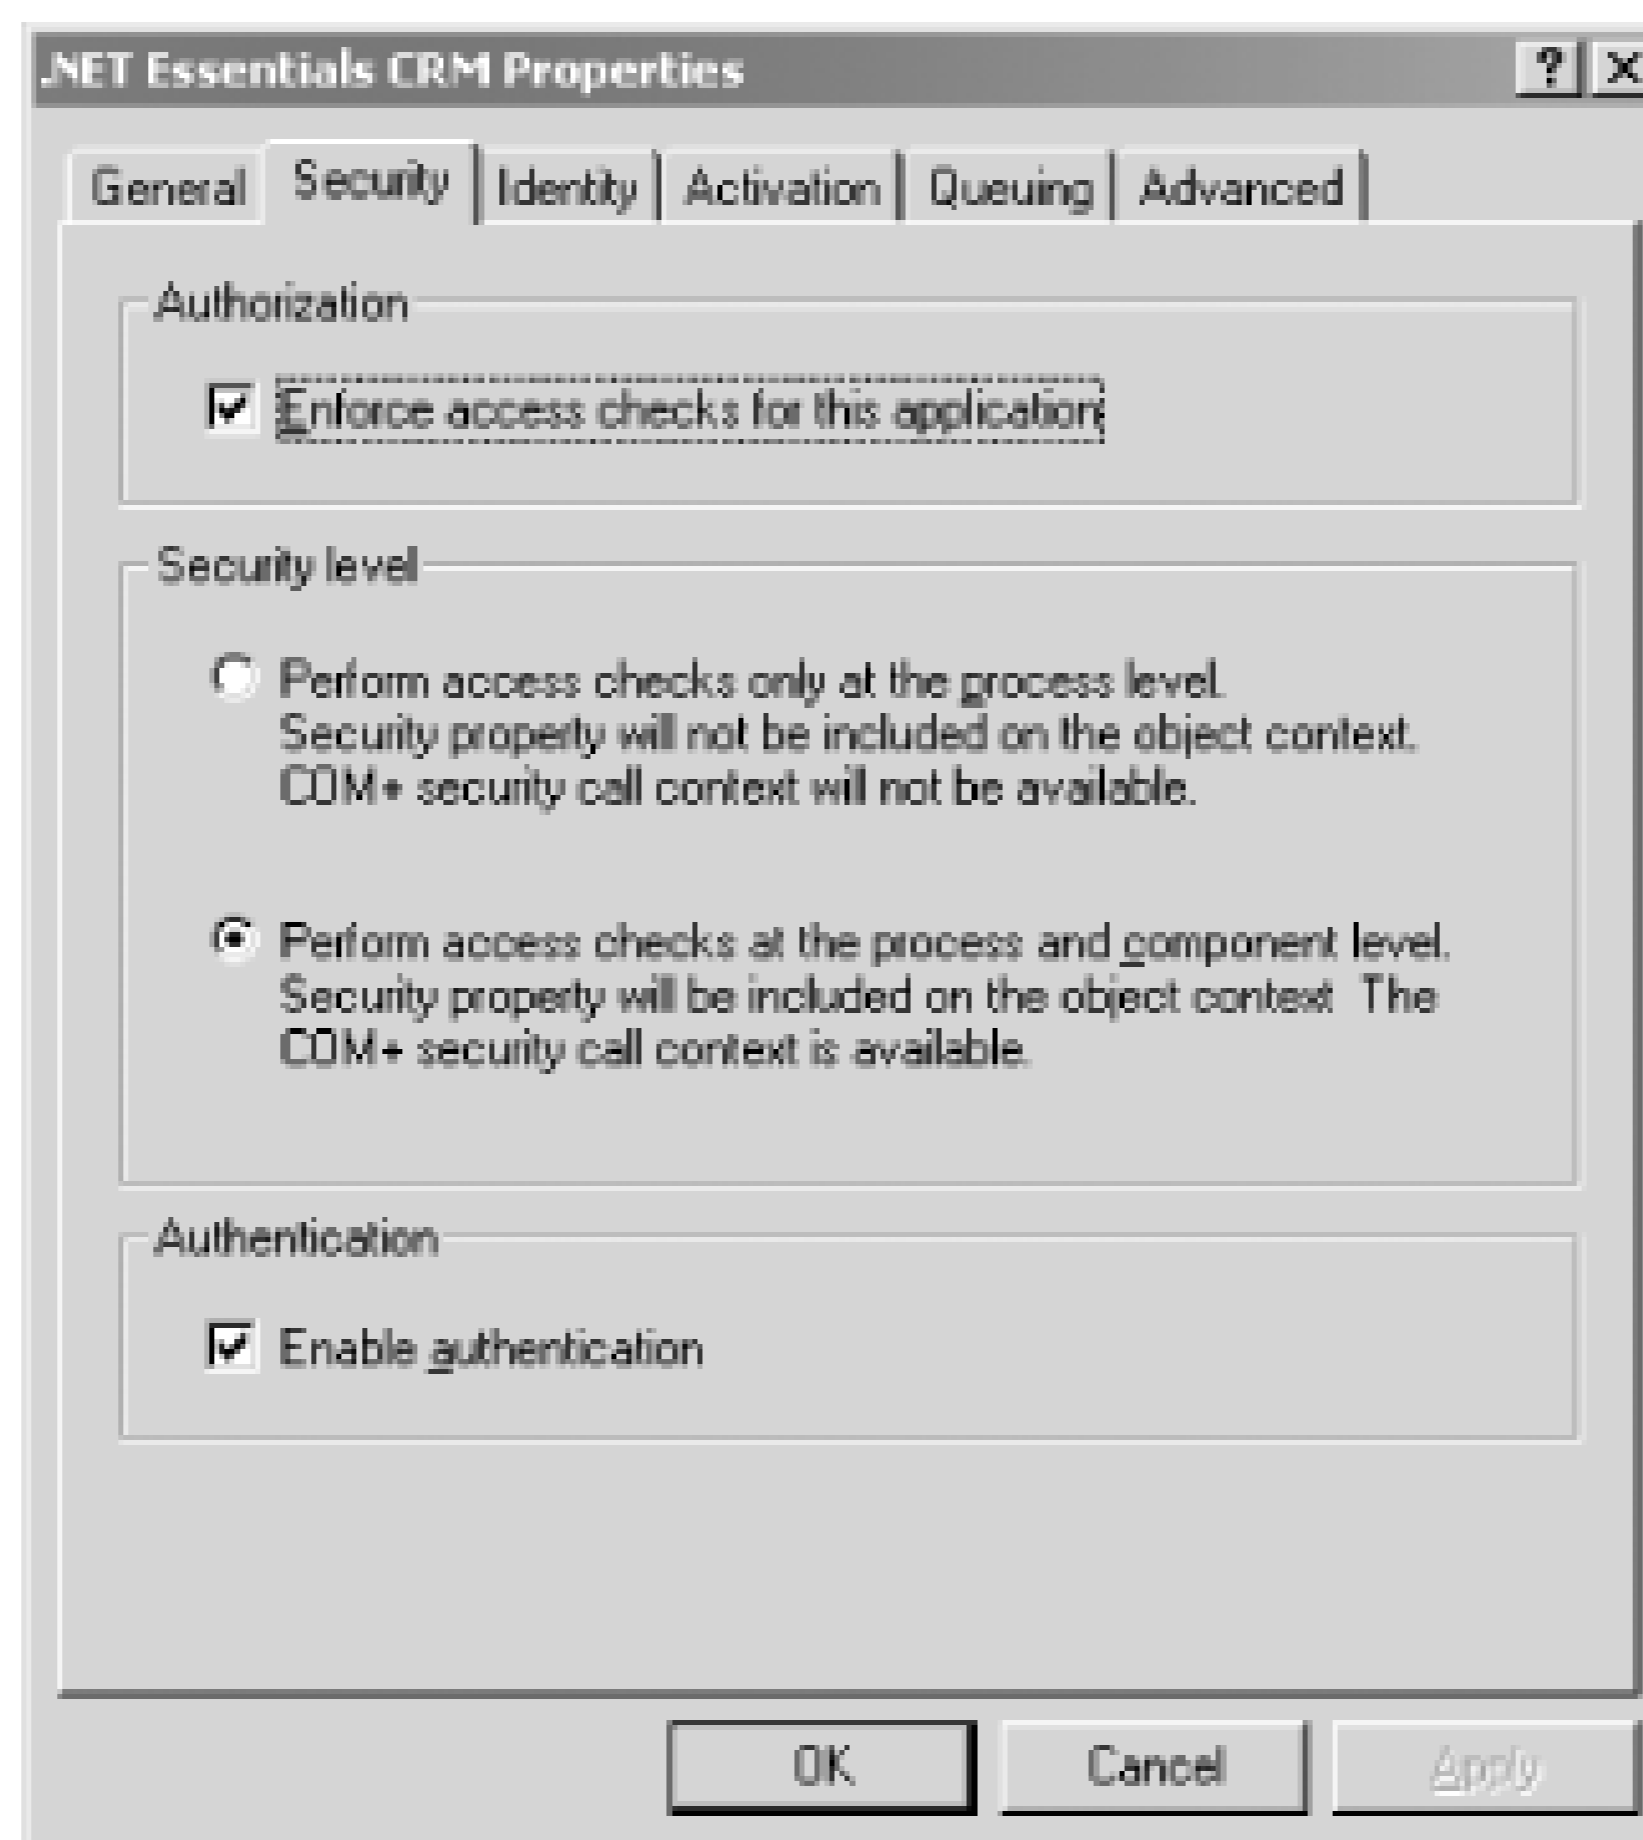 .NET Essentials CRM Properties ? X
General Security Identity Activation Queuing Advanced
Authorization
Enforce access checks for this application
Security level
Perform access checks only at the process level.
Security property will not be included on the object context.
COM+ security call context will not be available.
Perform access checks at the process and component level.
Security property will be included on the object context The
COM+ security call context is available.
Authentication
Enable authentication
OK Cancel Apply